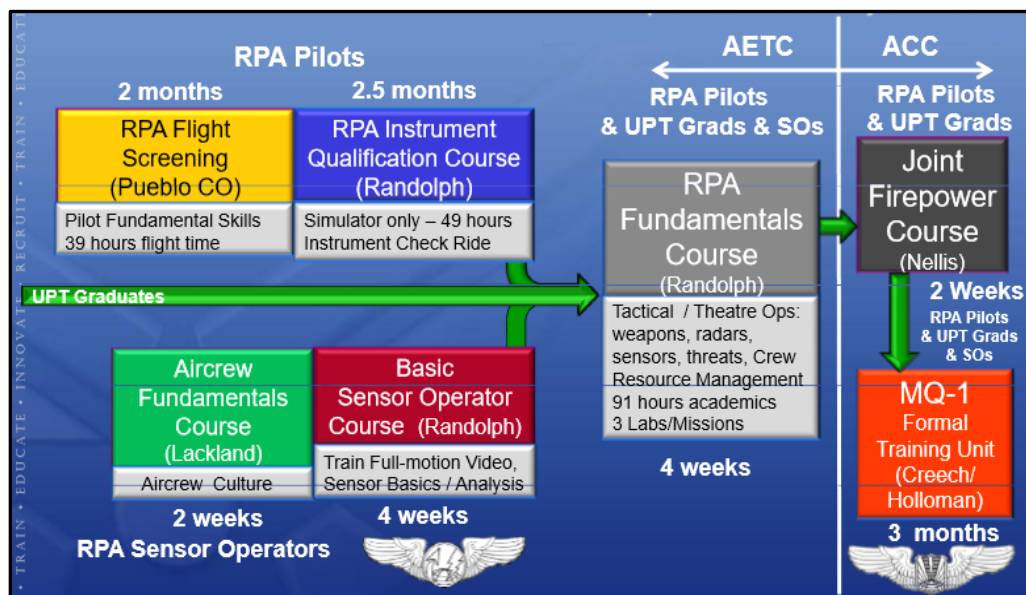 • TRAIN • EDUCATE • INNOVATE • RECRUIT • TRAIN • EDUCATE
RPA Pilots
2 months
2.5 months
RPA Flight
Screening
(Pueblo CO)
Pilot Fundamental Skills
39 hours flight time
RPA Instrument
Qualification Course
(Randolph)
Simulator only – 49 hours
Instrument Check Ride
UPT Graduates
Aircrew
Fundamentals
Course
(Lackland)
Aircrew Culture
2 weeks
Basic
Sensor Operator
Course (Randolph)
Train Full-motion Video,
Sensor Basics / Analysis
4 weeks
RPA Sensor Operators
AETC
RPA Pilots
& UPT Grads & SOs
RPA
Fundamentals
Course
(Randolph)
Tactical / Theatre Ops:
weapons, radars,
sensors, threats, Crew
Resource Management
91 hours academics
3 Labs/Missions
4 weeks
ACC
RPA Pilots
& UPT Grads
Joint
Firepower
Course
(Nellis)
2 Weeks
RPA Pilots
& UPT Grads
& SOs
MQ-1
Formal
Training Unit
(Creech/
Holloman)
3 months